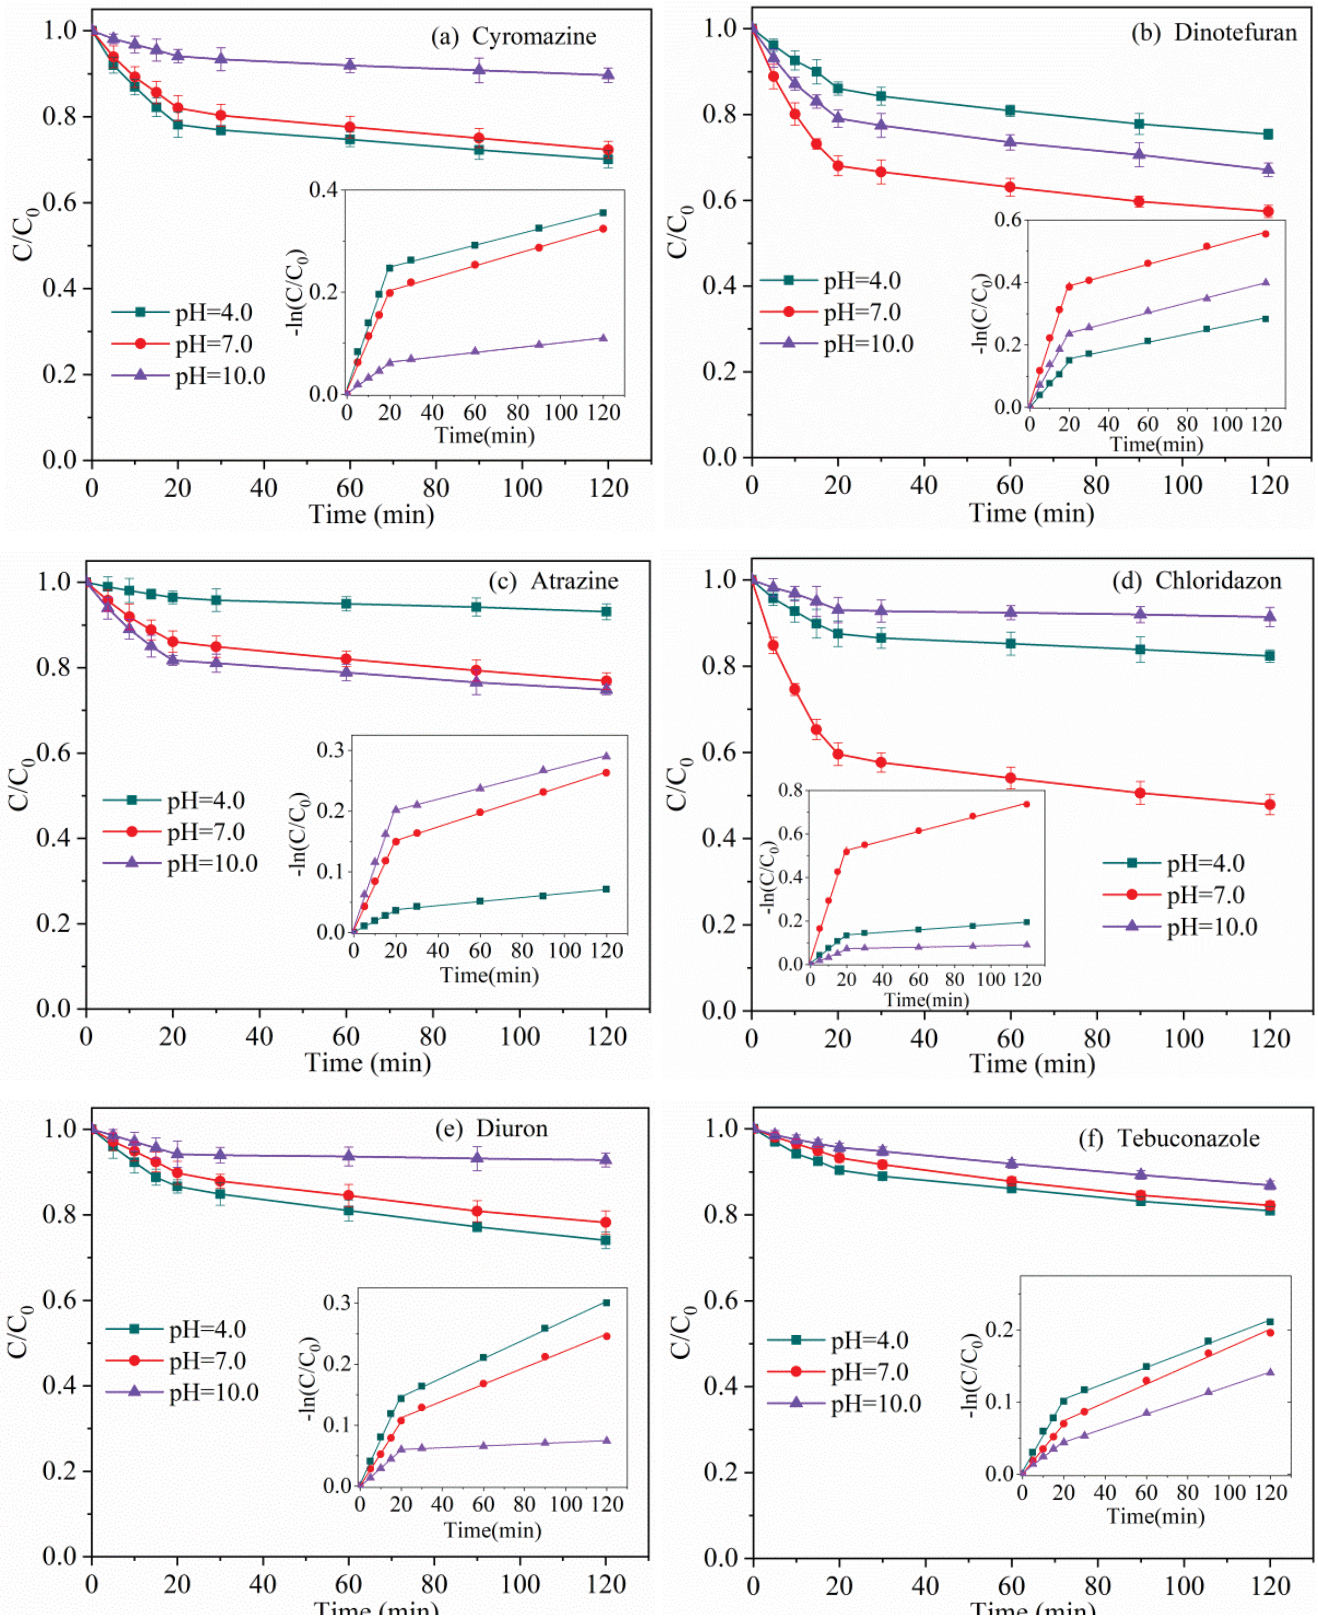 (a) Cyromazine
C/C0
1.0
0.8
0.6
0.4
0.2
0.0
pH=4.0
pH=7.0
pH=10.0
-ln(C/C0)
0.4
0.2
0.0
0 20 40 60 80 100 120
Time(min)
0 20 40 60 80 100 120
Time (min)
(b) Dinotefuran
C/C0
1.0
0.8
0.6
0.4
0.2
0.0
pH=4.0
pH=7.0
pH=10.0
-ln(C/C0)
0.6
0.4
0.2
0.0
0 20 40 60 80 100 120
Time(min)
0 20 40 60 80 100 120
Time (min)
(c) Atrazine
C/C0
1.0
0.8
0.6
0.4
0.2
0.0
pH=4.0
pH=7.0
pH=10.0
-ln(C/C0)
0.3
0.2
0.1
0.0
0 20 40 60 80 100 120
Time(min)
0 20 40 60 80 100 120
Time (min)
(d) Chloridazon
C/C0
1.0
0.8
0.6
0.4
0.2
0.0
-ln(C/C0)
0.8
0.6
0.4
0.2
0.0
0 20 40 60 80 100 120
Time(min)
pH=4.0
pH=7.0
pH=10.0
0 20 40 60 80 100 120
Time (min)
(e) Diuron
C/C0
1.0
0.8
0.6
0.4
0.2
0.0
pH=4.0
pH=7.0
pH=10.0
-ln(C/C0)
0.3
0.2
0.1
0.0
0 20 40 60 80 100 120
Time(min)
0 20 40 60 80 100 120
Time (min)
(f) Tebuconazole
C/C0
1.0
0.8
0.6
0.4
0.2
0.0
pH=4.0
pH=7.0
pH=10.0
-ln(C/C0)
0.2
0.1
0.0
0 20 40 60 80 100 120
Time(min)
0 20 40 60 80 100 120
Time (min)